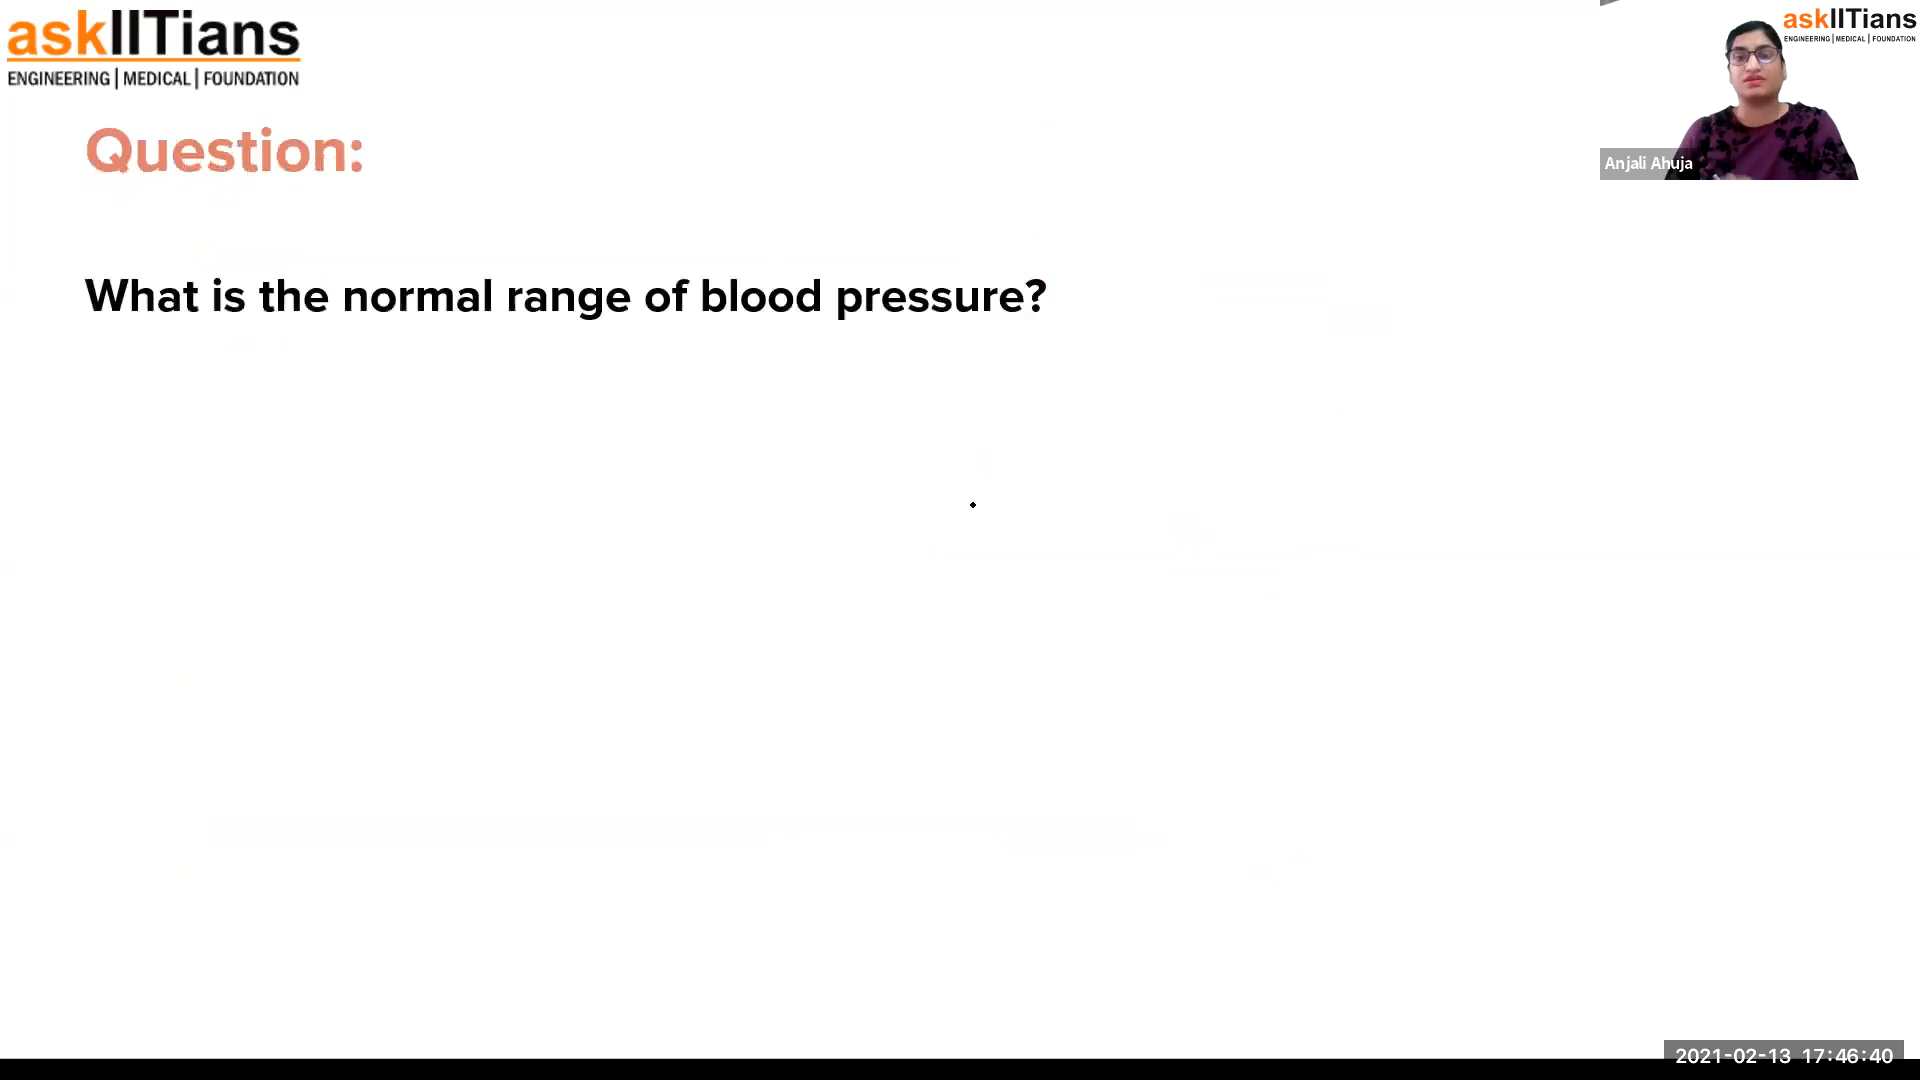 askIITians
ENGINEERING | MEDICAL | FOUNDATION
askIITians
ENGINEERING | MEDICAL | FOUNDATION
Anjali Ahuja
Question:
What is the normal range of blood pressure?
2021-02-13 17:46:40